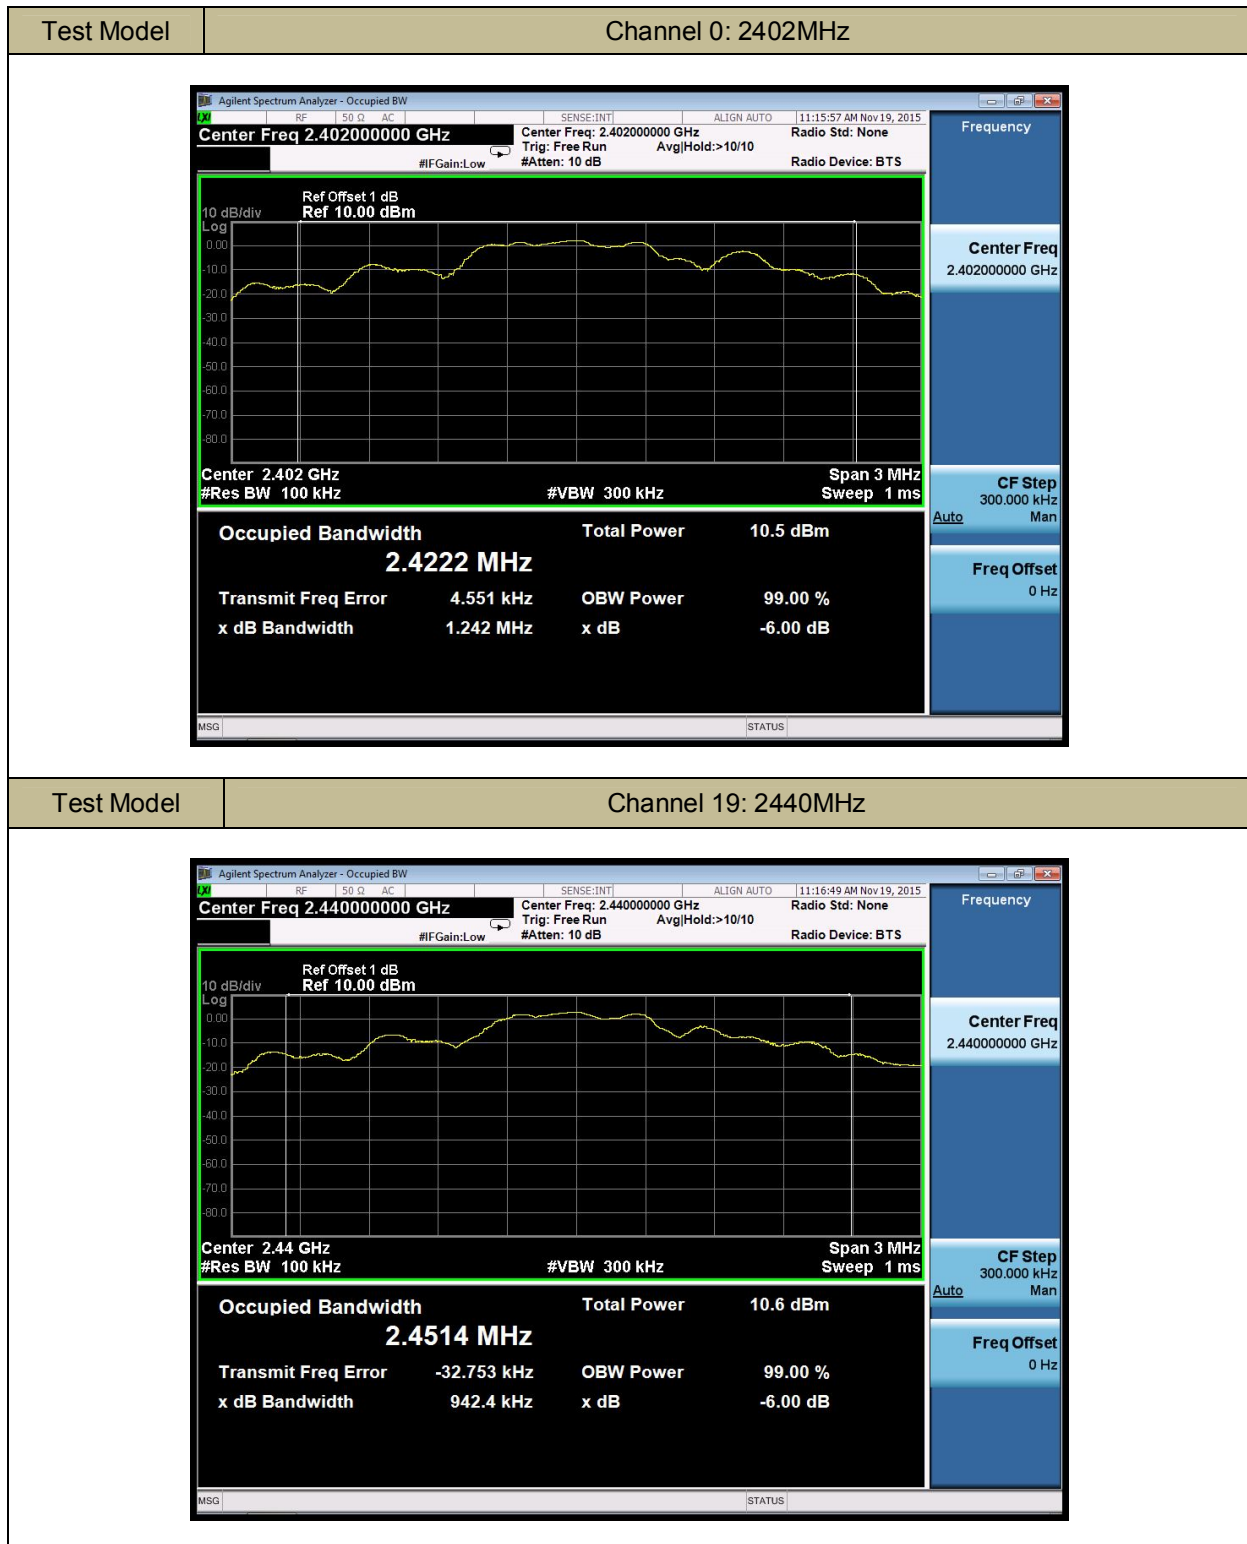 Test Model Channel 0: 2402MHz
Agilent Spectrum Analyzer - Occupied BW
LXI RF 50 Ω AC SENSE:INT ALIGN AUTO 11:15:57 AM Nov 19, 2015
Center Freq 2.402000000 GHz Center Freq: 2.402000000 GHz Radio Std: None Frequency
Trig: Free Run Avg|Hold:>10/10
#IFGain:Low #Atten: 10 dB Radio Device: BTS
Ref Offset 1 dB
10 dB/div Ref 10.00 dBm
Log
0.00
-10.0
-20.0
-30.0
-40.0
-50.0
-60.0
-70.0
-80.0
Center Freq
2.402000000 GHz
Center 2.402 GHz Span 3 MHz
#Res BW 100 kHz #VBW 300 kHz Sweep 1 ms
CF Step
300.000 kHz
Auto Man
Occupied Bandwidth Total Power 10.5 dBm
2.4222 MHz
Freq Offset
0 Hz
Transmit Freq Error 4.551 kHz OBW Power 99.00 %
x dB Bandwidth 1.242 MHz x dB -6.00 dB
MSG STATUS
Test Model Channel 19: 2440MHz
Agilent Spectrum Analyzer - Occupied BW
LXI RF 50 Ω AC SENSE:INT ALIGN AUTO 11:16:49 AM Nov 19, 2015
Center Freq 2.440000000 GHz Center Freq: 2.440000000 GHz Radio Std: None Frequency
Trig: Free Run Avg|Hold:>10/10
#IFGain:Low #Atten: 10 dB Radio Device: BTS
Ref Offset 1 dB
10 dB/div Ref 10.00 dBm
Log
0.00
-10.0
-20.0
-30.0
-40.0
-50.0
-60.0
-70.0
-80.0
Center Freq
2.440000000 GHz
Center 2.44 GHz Span 3 MHz
#Res BW 100 kHz #VBW 300 kHz Sweep 1 ms
CF Step
300.000 kHz
Auto Man
Occupied Bandwidth Total Power 10.6 dBm
2.4514 MHz
Freq Offset
0 Hz
Transmit Freq Error -32.753 kHz OBW Power 99.00 %
x dB Bandwidth 942.4 kHz x dB -6.00 dB
MSG STATUS